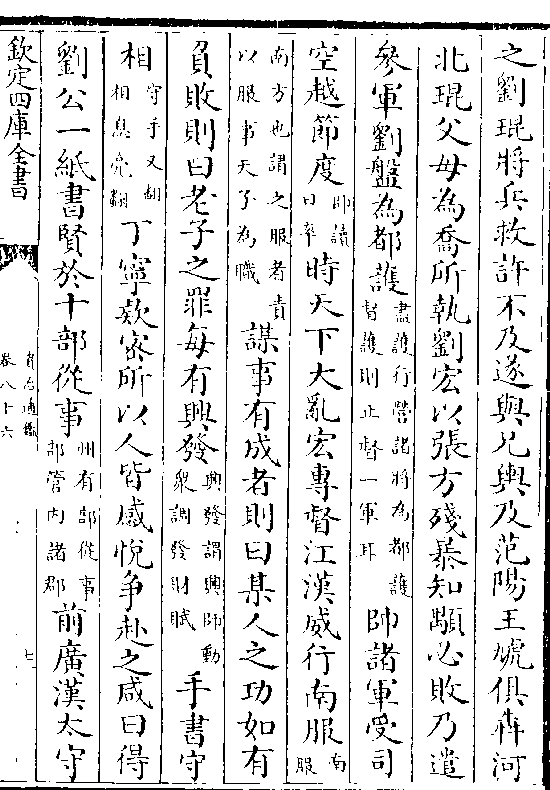 之劉琨將兵救許不及遂與兄輿及范陽王虓俱犇河
北琨父母為喬所執劉宏以張方殘暴知顒必敗乃遣
參軍劉盤為都護盡護行營諸將為都護督護則止督一軍耳帥諸軍受司
空越節度帥讀曰率時天下大亂宏專督江漢威行南服南服
南方也謂之服者責以服事天子為職謀事有成者則曰某人之功如有
負敗則曰老子之罪每有興發興發謂興師動衆調發財賦手書守
相守手又翻相息亮翻丁寧款宻所以人皆感悅爭赴之咸曰得
劉公一紙書賢於十部從事州有部從事部管内諸郡前廣漢太守
欽定四庫全書
資治通鑑
卷八十六
七